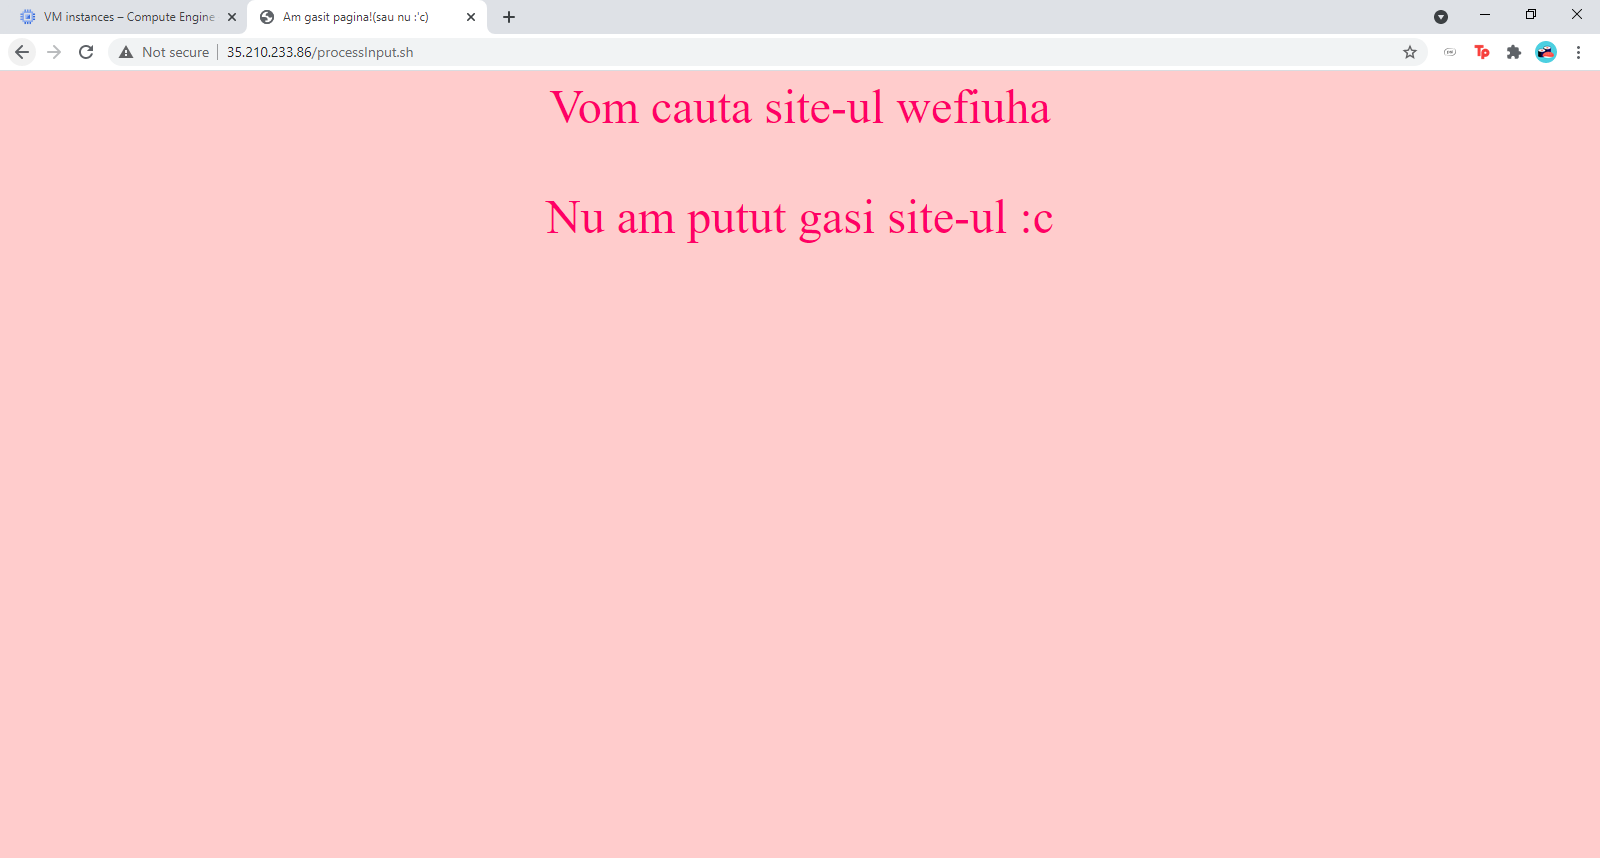 VM instances – Compute Engine
Am gasit pagina!(sau nu :'c)
Not secure
35.210.233.86/processInput.sh
Tp
Vom cauta site-ul wefiuha
Nu am putut gasi site-ul :c